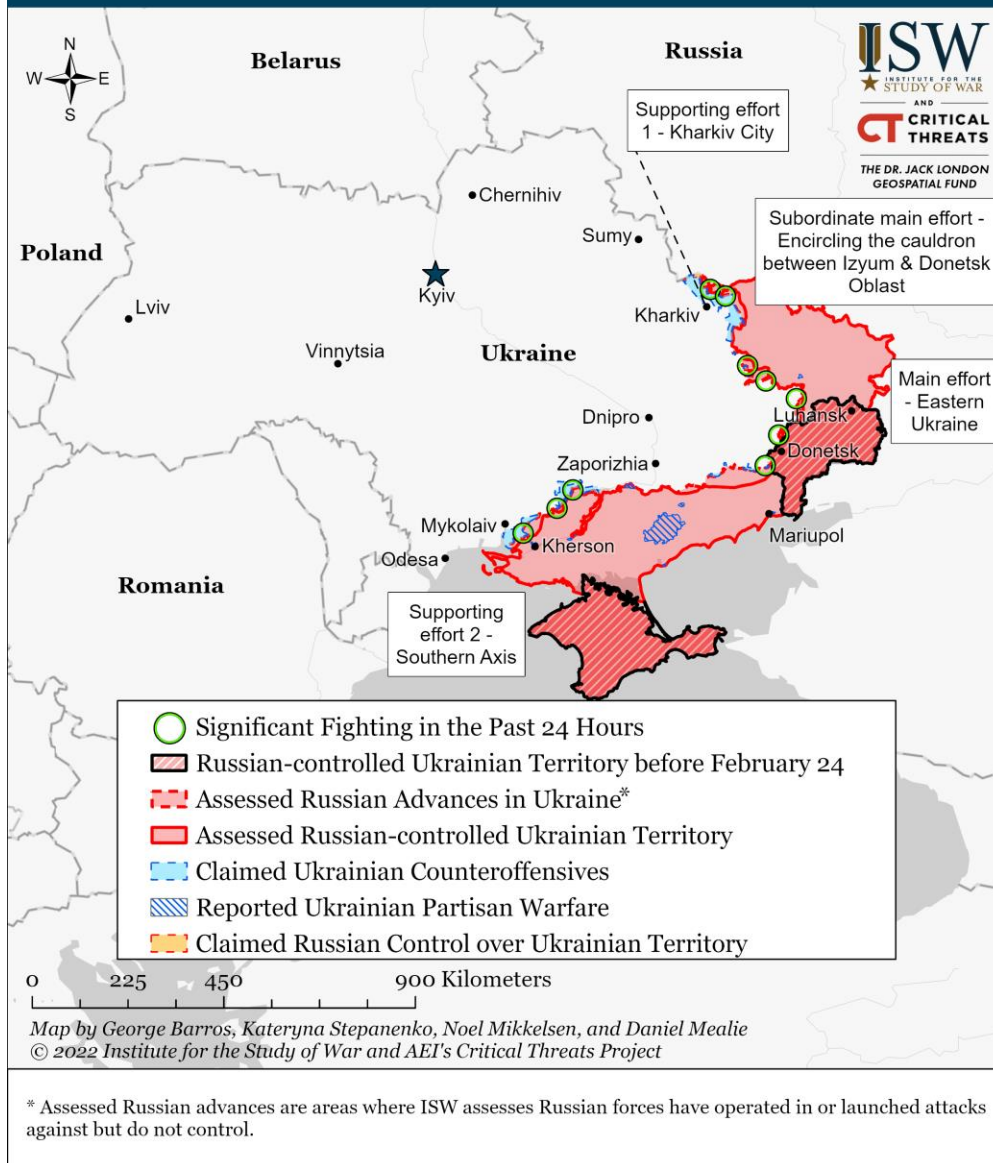 N
W E
S
Belarus
Russia
ISW
INSTITUTE FOR THE
STUDY OF WAR
AND
CT CRITICAL
THREATS
THE DR. JACK LONDON
GEOSPATIAL FUND
Supporting effort
1 - Kharkiv City
Chernihiv
Subordinate main effort -
Encircling the cauldron
between Izyum & Donetsk
Oblast
Sumy
Poland
Kyiv
Lviv
Kharkiv
Vinnytsia
Ukraine
Main effort
- Eastern
Ukraine
Dnipro
Luhansk
Donetsk
Zaporizhia
Mykolaiv
Mariupol
Kherson
Odesa
Romania
Supporting
effort 2 -
Southern Axis
Significant Fighting in the Past 24 Hours
Russian-controlled Ukrainian Territory before February 24
Assessed Russian Advances in Ukraine*
Assessed Russian-controlled Ukrainian Territory
Claimed Ukrainian Counteroffensives
Reported Ukrainian Partisan Warfare
Claimed Russian Control over Ukrainian Territory
0 225 450 900 Kilometers
Map by George Barros, Kateryna Stepanenko, Noel Mikkelsen, and Daniel Mealie
© 2022 Institute for the Study of War and AEI's Critical Threats Project
* Assessed Russian advances are areas where ISW assesses Russian forces have operated in or launched attacks
against but do not control.